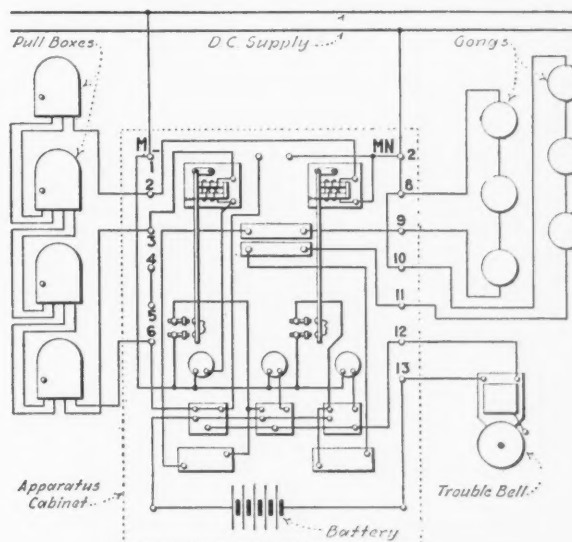 Pull Boxes
D.C. Supply
Gongs
M
-
1
MN
2
2
8
3
9
4
10
5
11
6
12
13
Apparatus
Cabinet
Battery
Trouble Bell